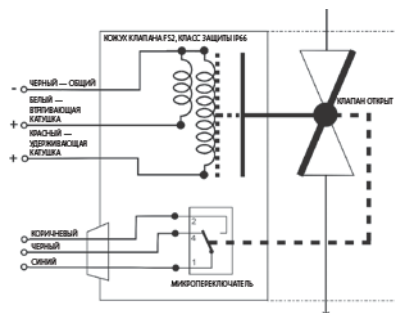 КОЖУХ КЛАПАНА FS2, КЛАСС ЗАЩИТЫ IP66
- ЧЕРНЫЙ — ОБЩИЙ
БЕЛЫЙ —
ВТЯГИВАЮЩАЯ
+ КАТУШКА
КРАСНЫЙ —
УДЕРЖИВАЮЩАЯ
+ КАТУШКА
КЛАПАН ОТКРЫТ
КОРИЧНЕВЫЙ
2
ЧЕРНЫЙ
4
СИНИЙ
1
МИКРОПЕРЕКЛЮЧАТЕЛЬ